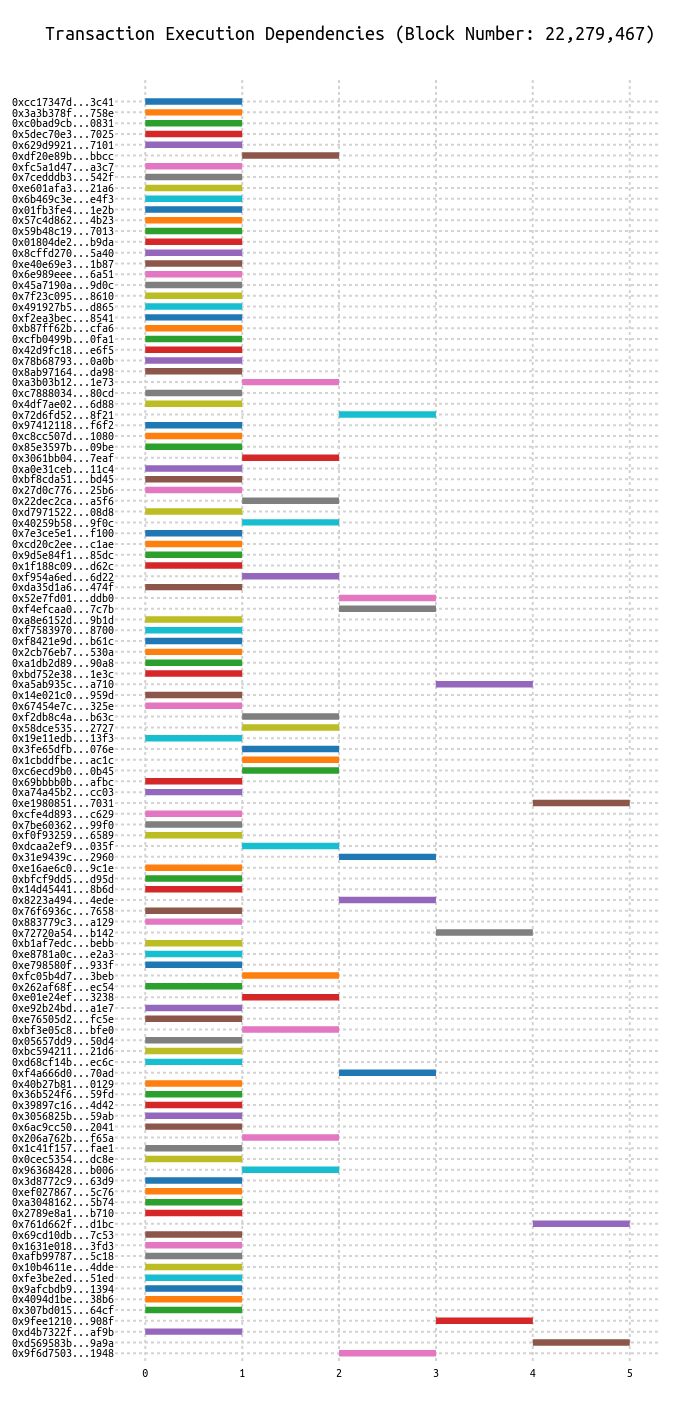 Transaction Execution Dependencies (Block Number: 22,279,467)
0xcc17347d...3c41
0x3a3b378f...758e
0xc0bad9cb...0831
0x5dec70e3...7025
0x629d9921...7101
0xdf20e89b...bbcc
0xfc5a1d47...a3c7
0x7cedddb3...542f
0xe601afa3...21a6
0x6b469c3e...e4f3
0x01fb3fe4...1e2b
0x57c4d862...4b23
0x59b48c19...7013
0x01804de2...b9da
0x8cffd270...5a40
0xe40e69e3...1b87
0x6e989eee...6a51
0x45a7190a...9d0c
0x7f23c095...8610
0x491927b5...d865
0xf2ea3bec...8541
0xb87ff62b...cfa6
0xcfb0499b...0fa1
0x42d9fc18...e6f5
0x78b68793...0a0b
0x8ab97164...da98
0xa3b03b12...1e73
0xc7888034...80cd
0x4df7ae02...6d88
0x72d6fd52...8f21
0x97412118...f6f2
0xc8cc507d...1080
0x85e3597b...09be
0x3061bb04...7eaf
0xa0e31ceb...11c4
0xbf8cda51...bd45
0x27d0c776...25b6
0x22dec2ca...a5f6
0xd7971522...08d8
0x40259b58...9f0c
0x7e3ce5e1...f100
0xcd20c2ee...c1ae
0x9d5e84f1...85dc
0x1f188c09...d62c
0xf954a6ed...6d22
0xda35d1a6...474f
0x52e7fd01...ddb0
0xf4efcaa0...7c7b
0xa8e6152d...9b1d
0xf7583970...8700
0xf8421e9d...b61c
0x2cb76eb7...530a
0xa1db2d89...90a8
0xbd752e38...1e3c
0xa5ab935c...a710
0x14e021c0...959d
0x67454e7c...325e
0xf2db8c4a...b63c
0x58dce535...2727
0x19e11edb...13f3
0x3fe65dfb...076e
0x1cbddfbe...ac1c
0xc6ecd9b0...0b45
0x69bbbb0b...afbc
0xa74a45b2...cc03
0xe1980851...7031
0xcfe4d893...c629
0x7be60362...99f0
0xf0f93259...6589
0xdcaa2ef9...035f
0x31e9439c...2960
0xe16ae6c0...9c1e
0xbfcf9dd5...d95d
0x14d45441...8b6d
0x8223a494...4ede
0x76f6936c...7658
0x883779c3...a129
0x72720a54...b142
0xb1af7edc...bebb
0xe8781a0c...e2a3
0xe798580f...933f
0xfc05b4d7...3beb
0x262af68f...ec54
0xe01e24ef...3238
0xe92b24bd...a1e7
0xe76505d2...fc5e
0xbf3e05c8...bfe0
0x05657dd9...50d4
0xbc594211...21d6
0xd68cf14b...ec6c
0xf4a666d0...70ad
0x40b27b81...0129
0x36b524f6...59fd
0x39897c16...4d42
0x3056825b...59ab
0x6ac9cc50...2041
0x206a762b...f65a
0x1c41f157...fae1
0x0cec5354...dc8e
0x96368428...b006
0x3d8772c9...63d9
0xef027867...5c76
0xa3048162...5b74
0x2789e8a1...b710
0x761d662f...d1bc
0x69cd10db...7c53
0x1631e018...3fd3
0xafb99787...5c18
0x10b4611e...4dde
0xfe3be2ed...51ed
0x9afcbdb9...1394
0x4094d1be...38b6
0x307bd015...64cf
0x9fee1210...908f
0xd4b7322f...af9b
0xd569583b...9a9a
0x9f6d7503...1948
0 1 2 3 4 5